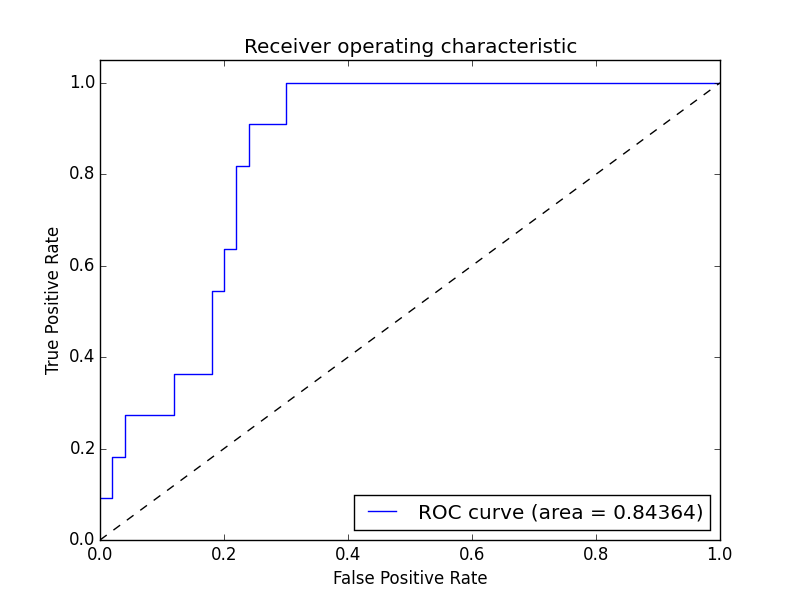 Receiver operating characteristic
1.0
0.8
0.6
0.4
0.2
0.0
True Positive Rate
ROC curve (area = 0.84364)
0.0 0.2 0.4 0.6 0.8 1.0
False Positive Rate